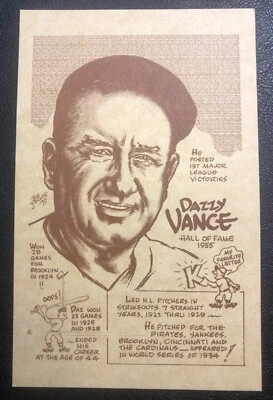 HE
POSTED
197 MAJOR
LEAGUE
VICTORIES
DAZZY
VANCE
HALL OF FAME
1955
WON
28
GAMES
FOR
BROOKLYN
IN 1924
!!
MY
FAVORITE
LETTER!
K
OOPS!
DAZ WON
22 GAMES
IN 1925
AND 1928
ENDED
HIS
CAREER
AT THE AGE OF 44
LED N.L. PITCHERS IN
STRIKEOUTS 7 STRAIGHT
YEARS, 1922 THRU 1928
HE PITCHED FOR THE
PIRATES, YANKEES,
BROOKLYN, CINCINNATI AND
THE CARDINALS - APPEARED
IN WORLD SERIES OF 1934!